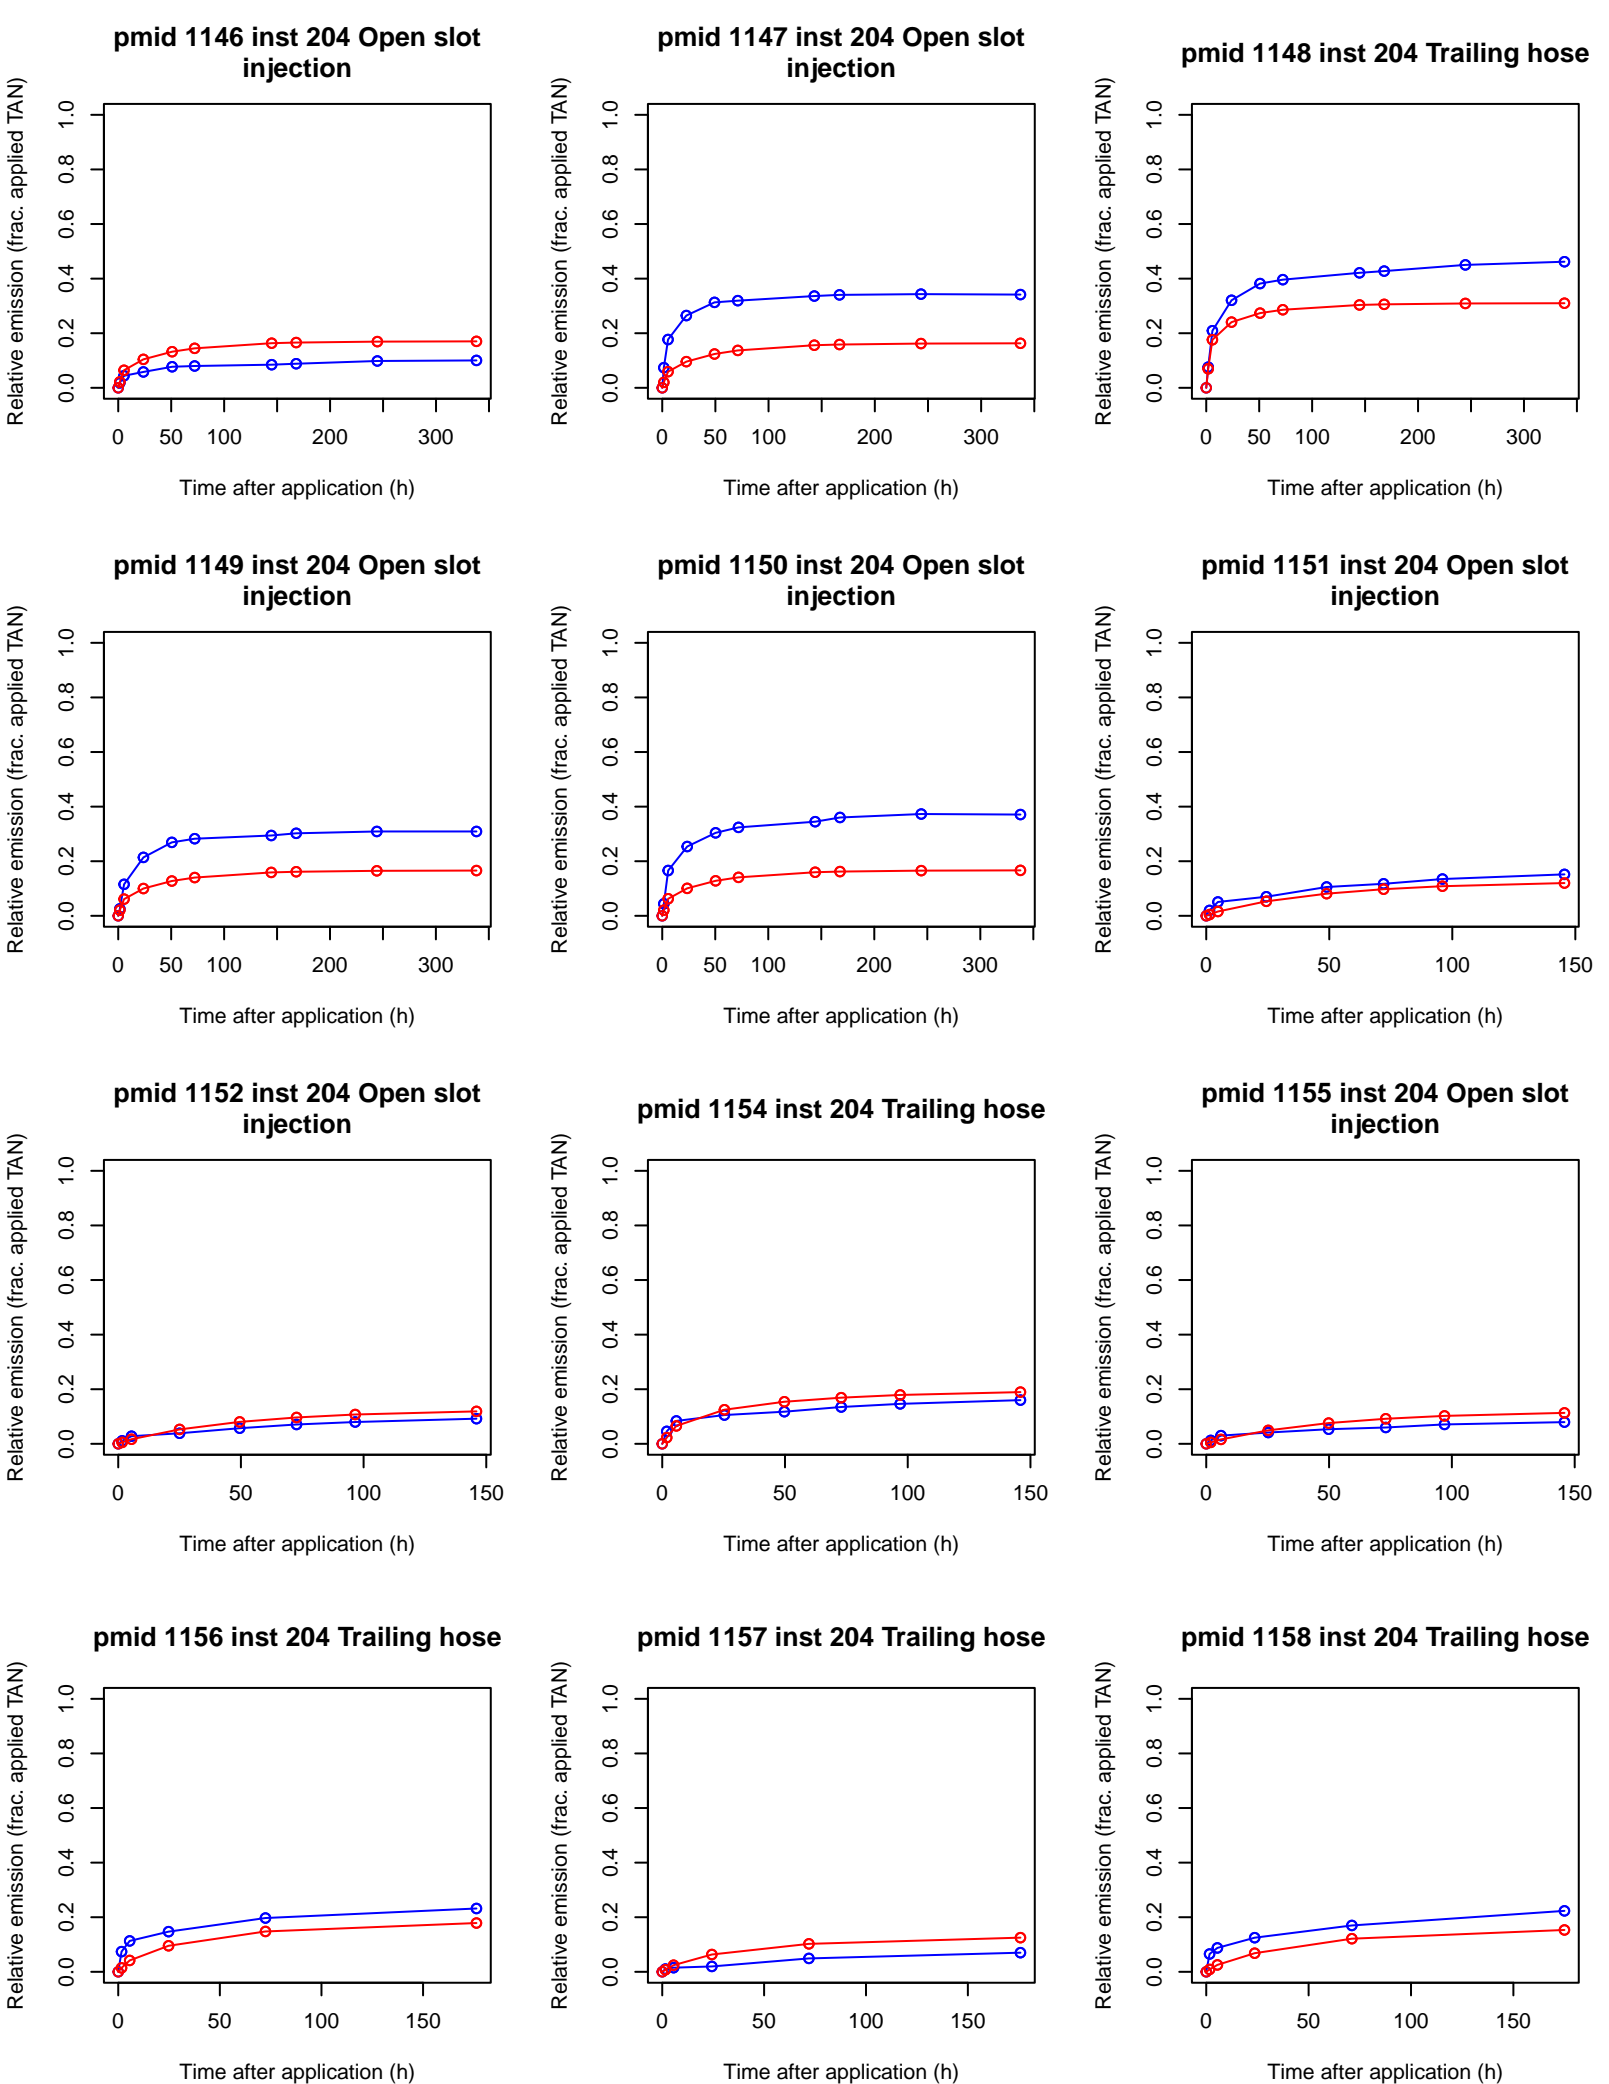 pmid 1146 inst 204 Open slot
injection
Relative emission (frac. applied TAN)
0.0 0.2 0.4 0.6 0.8 1.0
0 50 100 200 300
Time after application (h)
pmid 1147 inst 204 Open slot
injection
Relative emission (frac. applied TAN)
0.0 0.2 0.4 0.6 0.8 1.0
0 50 100 200 300
Time after application (h)
pmid 1148 inst 204 Trailing hose
Relative emission (frac. applied TAN)
0.0 0.2 0.4 0.6 0.8 1.0
0 50 100 200 300
Time after application (h)
pmid 1149 inst 204 Open slot
injection
Relative emission (frac. applied TAN)
0.0 0.2 0.4 0.6 0.8 1.0
0 50 100 200 300
Time after application (h)
pmid 1150 inst 204 Open slot
injection
Relative emission (frac. applied TAN)
0.0 0.2 0.4 0.6 0.8 1.0
0 50 100 200 300
Time after application (h)
pmid 1151 inst 204 Open slot
injection
Relative emission (frac. applied TAN)
0.0 0.2 0.4 0.6 0.8 1.0
0 50 100 150
Time after application (h)
pmid 1152 inst 204 Open slot
injection
Relative emission (frac. applied TAN)
0.0 0.2 0.4 0.6 0.8 1.0
0 50 100 150
Time after application (h)
pmid 1154 inst 204 Trailing hose
Relative emission (frac. applied TAN)
0.0 0.2 0.4 0.6 0.8 1.0
0 50 100 150
Time after application (h)
pmid 1155 inst 204 Open slot
injection
Relative emission (frac. applied TAN)
0.0 0.2 0.4 0.6 0.8 1.0
0 50 100 150
Time after application (h)
pmid 1156 inst 204 Trailing hose
Relative emission (frac. applied TAN)
0.0 0.2 0.4 0.6 0.8 1.0
0 50 100 150
Time after application (h)
pmid 1157 inst 204 Trailing hose
Relative emission (frac. applied TAN)
0.0 0.2 0.4 0.6 0.8 1.0
0 50 100 150
Time after application (h)
pmid 1158 inst 204 Trailing hose
Relative emission (frac. applied TAN)
0.0 0.2 0.4 0.6 0.8 1.0
0 50 100 150
Time after application (h)